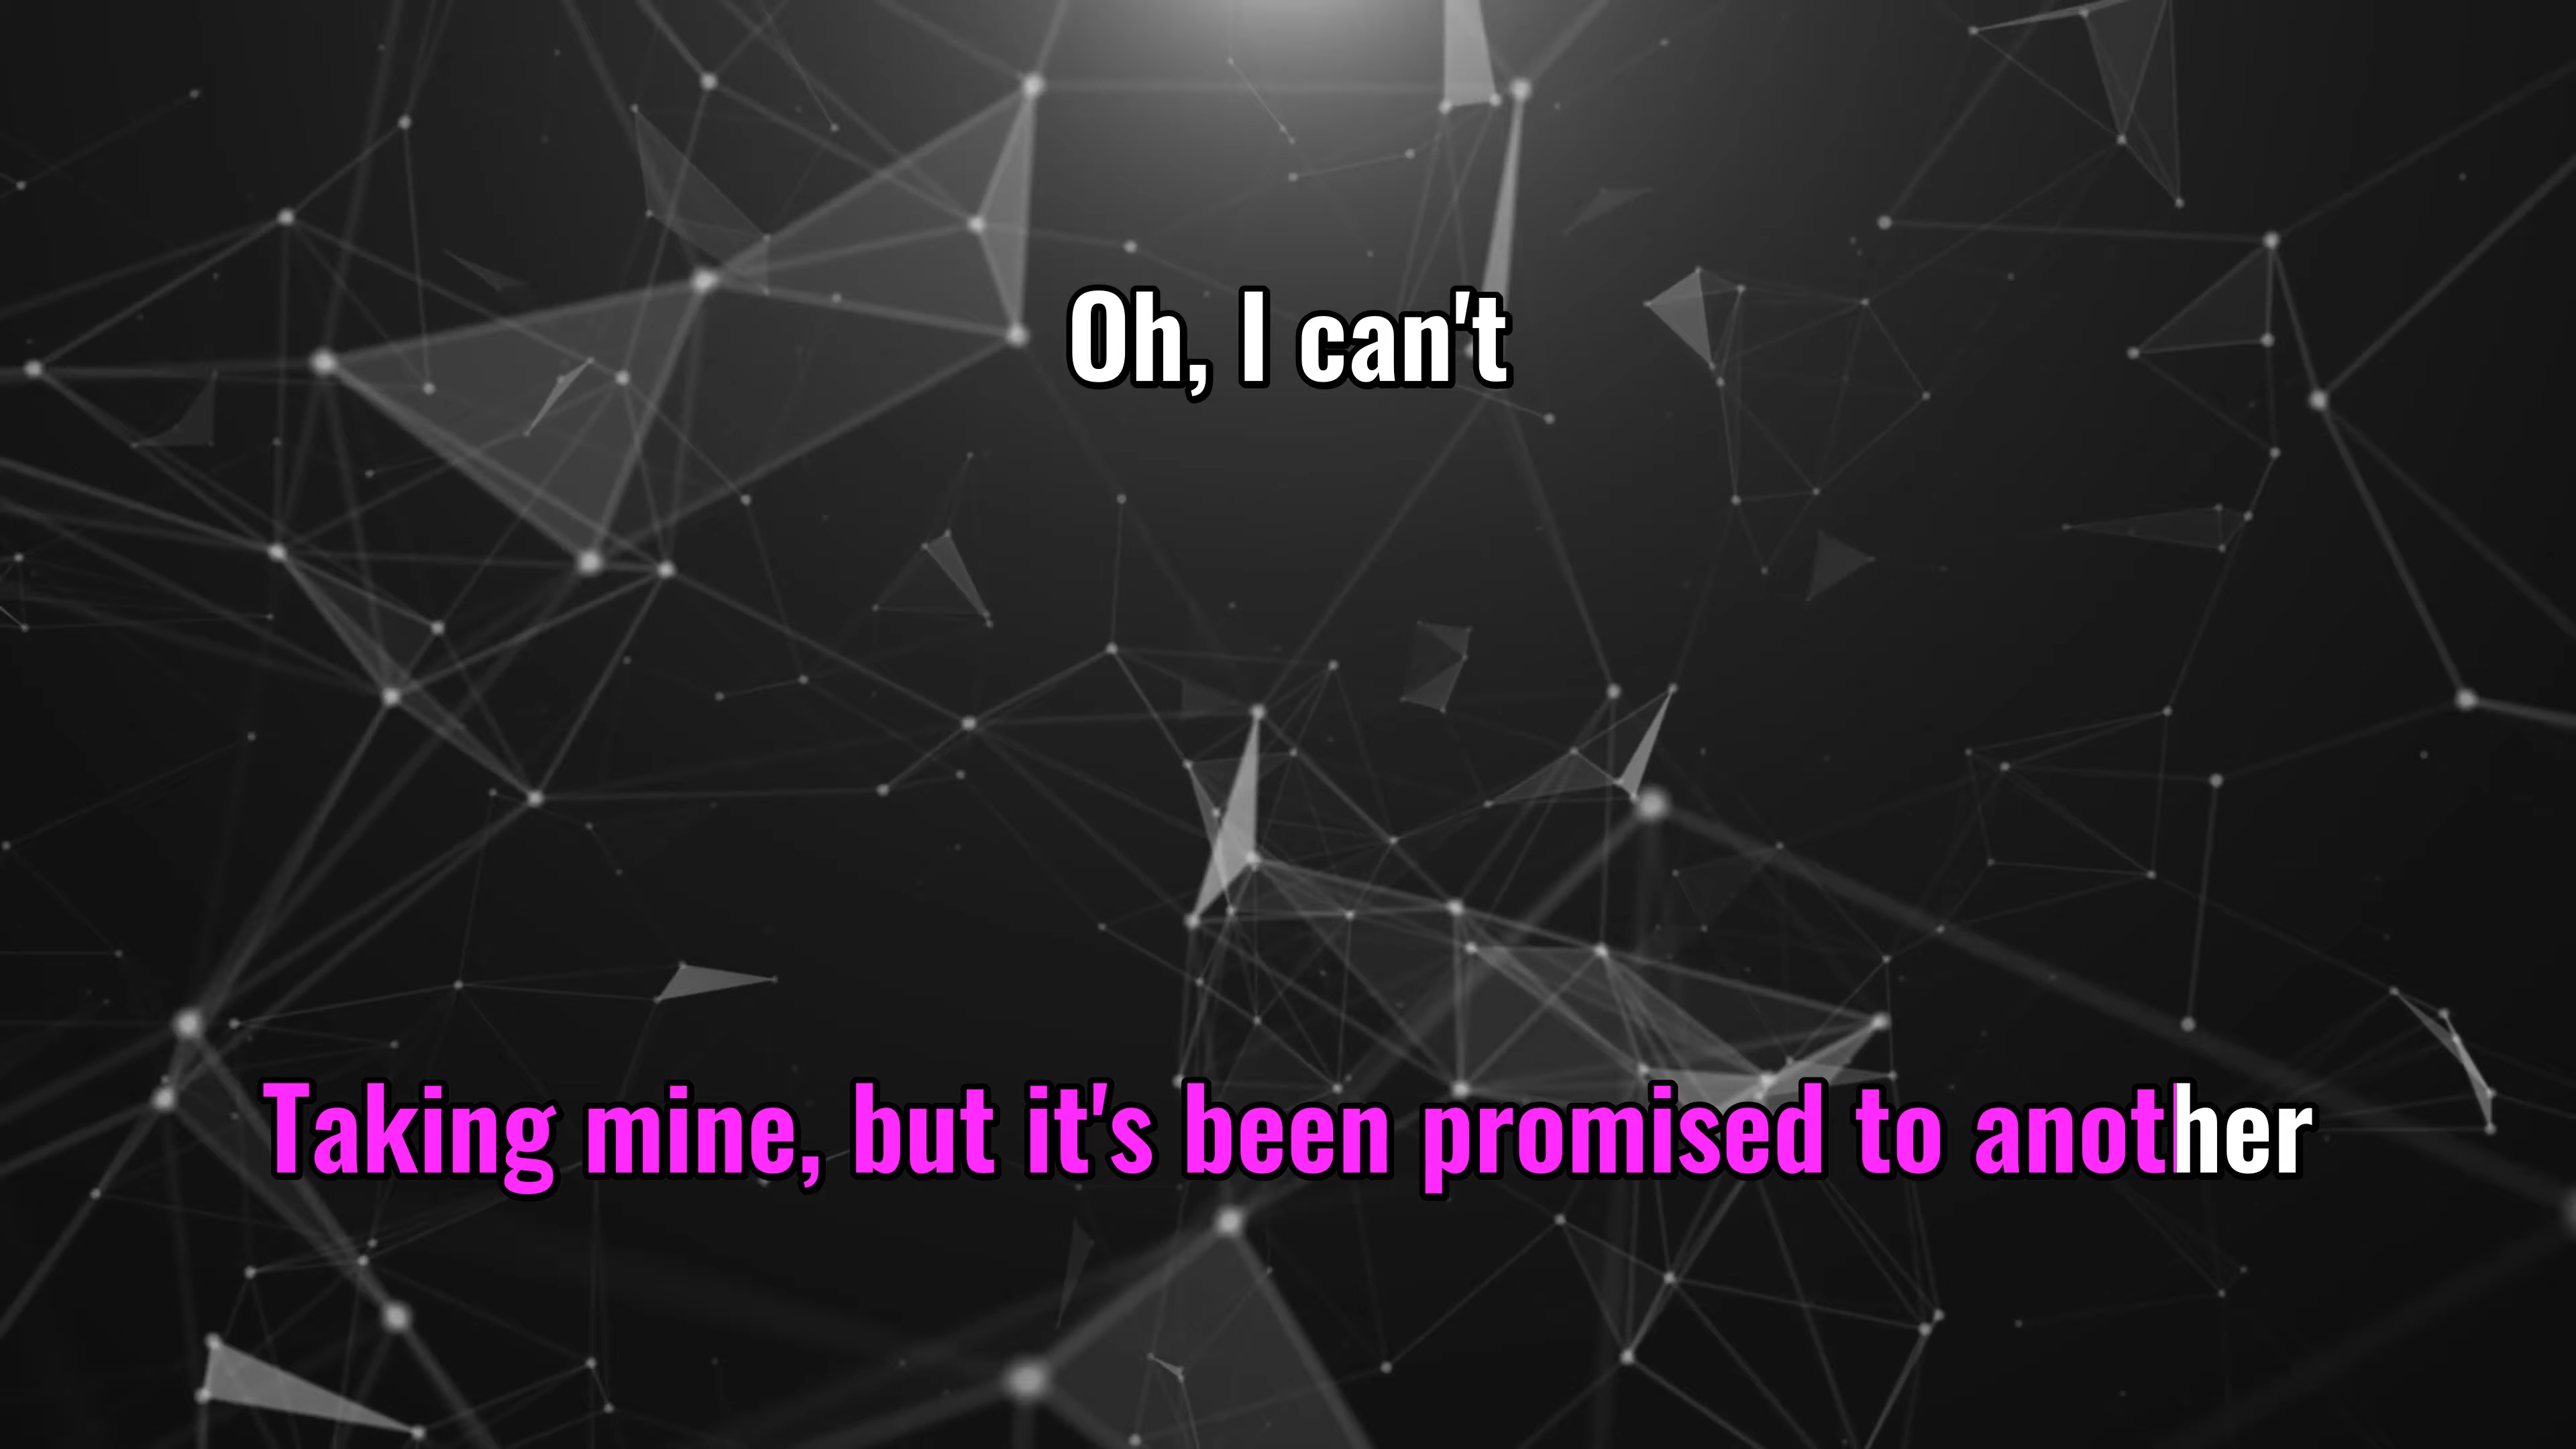 Oh, I can't
Taking mine, but it's been promised to another